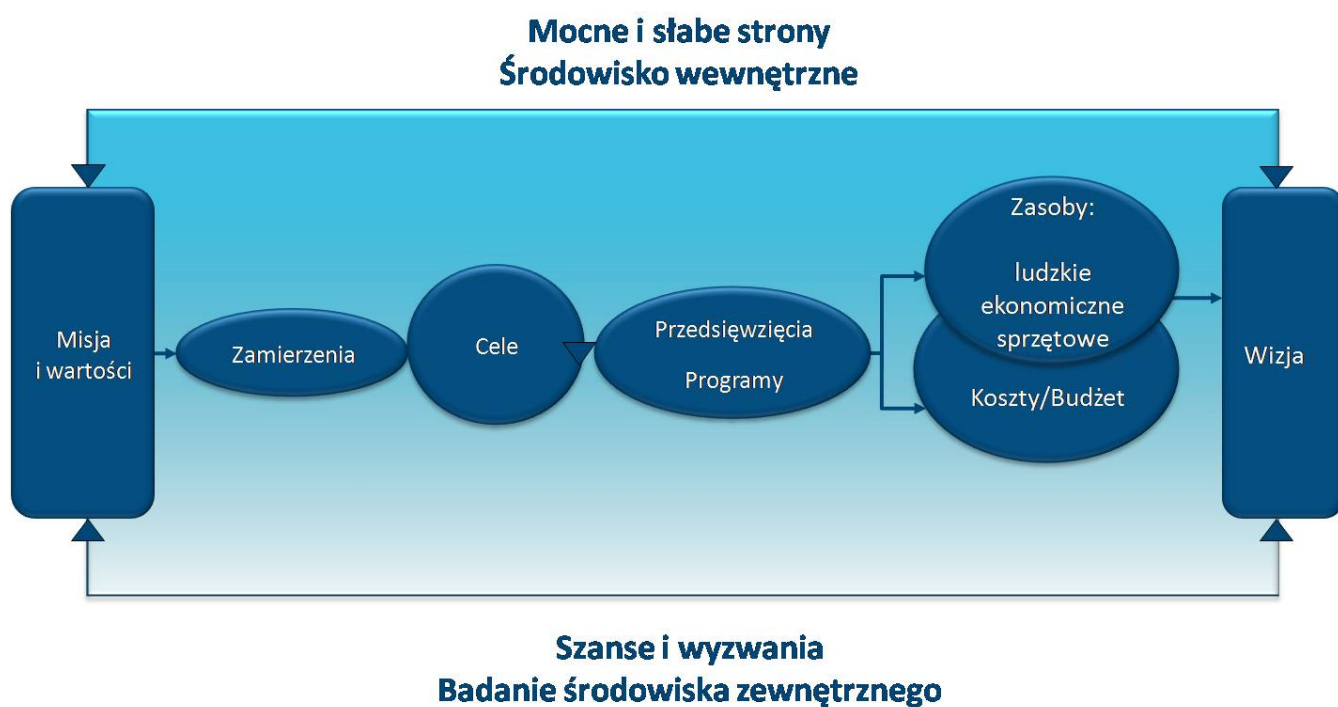 Mocne i słabe strony
Środowisko wewnętrzne
Misja
i wartości
Zamierzenia
Cele
Przedsięwzięcia
Programy
Zasoby:
ludzkie
ekonomiczne
sprzętowe
Koszty/Budżet
Wizja
Szanse i wyzwania
Badanie środowiska zewnętrznego